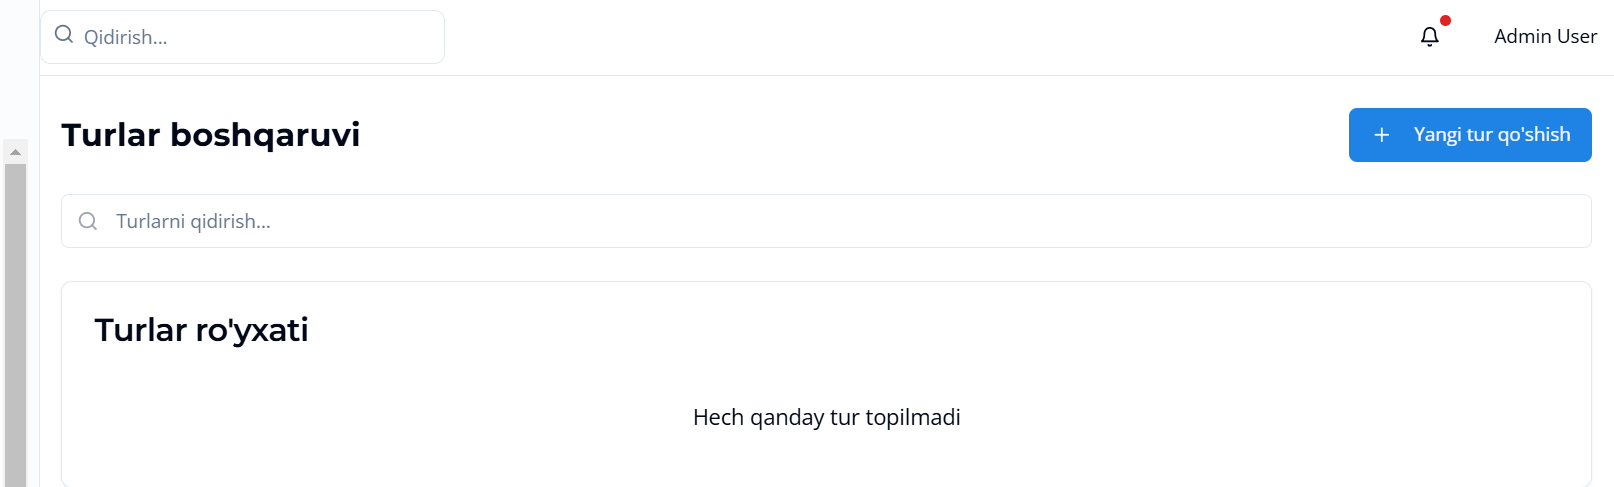 Qidirish...
Admin User
Turlar boshqaruvi
Yangi tur qo'shish
Turlarni qidirish...
Turlar ro'yxati
Hech qanday tur topilmadi